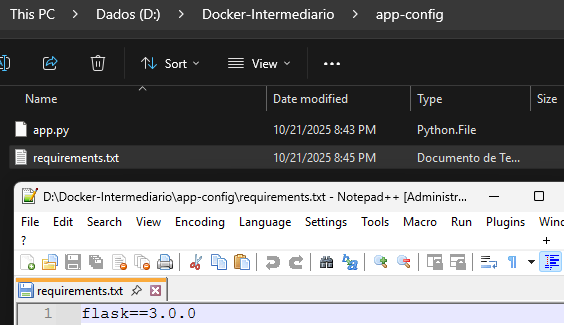 This PC > Dados (D:) > Docker-Intermediario > app-config
Sort View ...
Name Date modified Type Size
app.py 10/21/2025 8:43 PM Python.File
requirements.txt 10/21/2025 8:45 PM Documento de Te...
D:\Docker-Intermediario\app-config\requirements.txt - Notepad++ [Administr...
File Edit Search View Encoding Language Settings Tools Macro Run Plugins Wind
? +
requirements.txt
1 flask==3.0.0